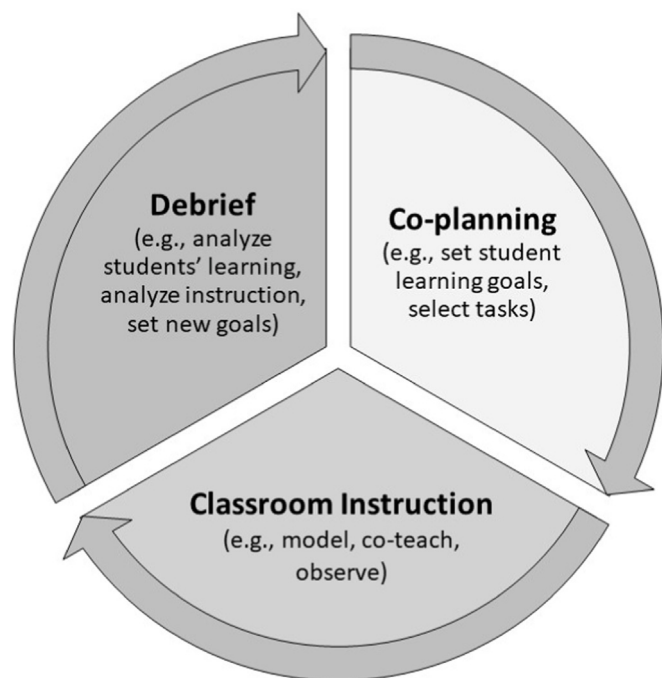 Debrief
(e.g., analyze
students’ learning,
analyze instruction,
set new goals)
Co-planning
(e.g., set student
learning goals,
select tasks)
Classroom Instruction
(e.g., model, co-teach,
observe)